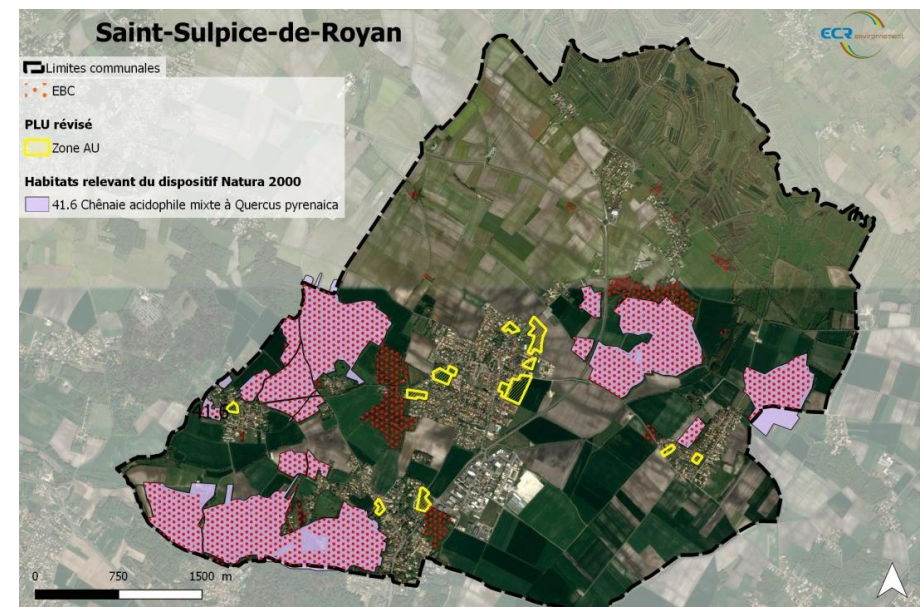 Saint-Sulpice-de-Royan
ECR environnement
Limites communales
EBC
PLU révisé
Zone AU
Habitats relevant du dispositif Natura 2000
41.6 Chênaie acidophile mixte à Quercus pyrenaica
0 750 1500 m